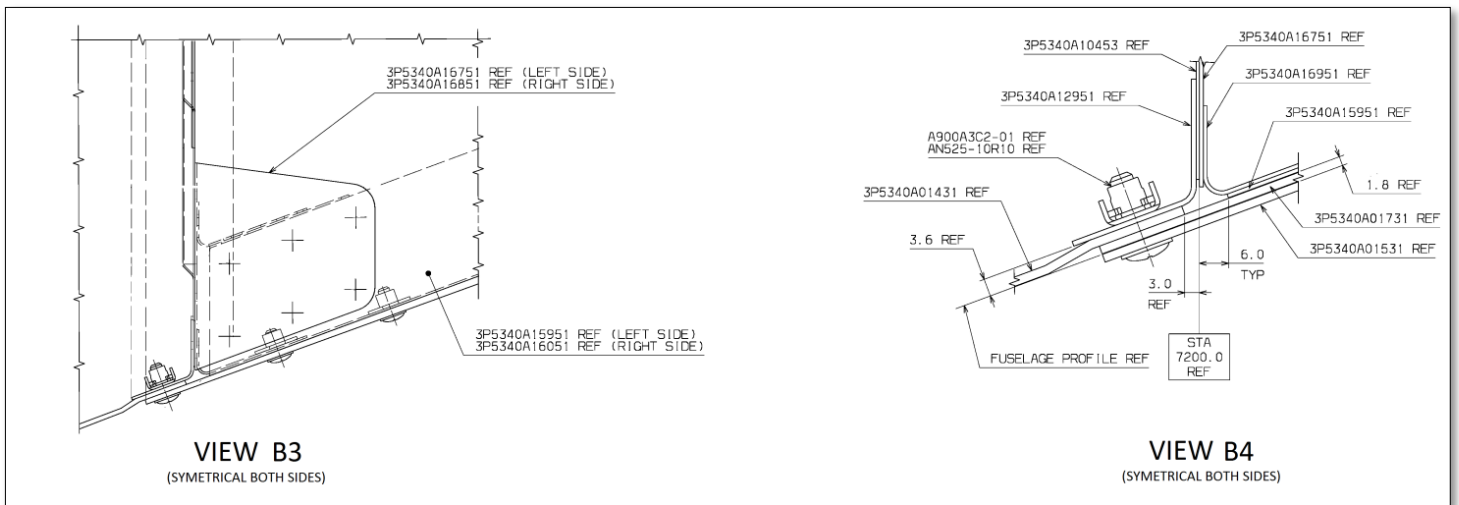 3P5340A16751 REF (LEFT SIDE)
3P5340A16851 REF (RIGHT SIDE)
3P5340A15951 REF (LEFT SIDE)
3P5340A16051 REF (RIGHT SIDE)
VIEW B3
(SYMETRICAL BOTH SIDES)
3P5340A10453 REF
3P5340A16751 REF
3P5340A12951 REF
3P5340A16951 REF
A900A3C2-01 REF
AN525-10R10 REF
3P5340A15951 REF
3P5340A01431 REF
1.8 REF
3P5340A01731 REF
3.6 REF
3P5340A01531 REF
6.0
TYP
3.0
REF
FUSELAGE PROFILE REF
STA
7200.0
REF
VIEW B4
(SYMETRICAL BOTH SIDES)